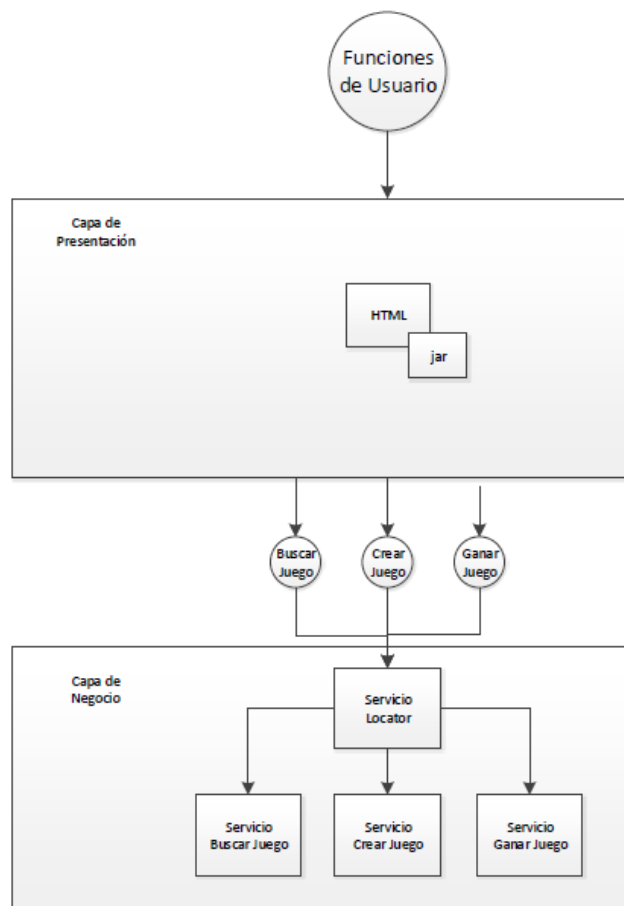 Funciones
de Usuario
Capa de
Presentación
HTML
jar
Buscar
Juego
Crear
Juego
Ganar
Juego
Capa de
Negocio
Servicio
Locator
Servicio
Buscar Juego
Servicio
Crear Juego
Servicio
Ganar Juego